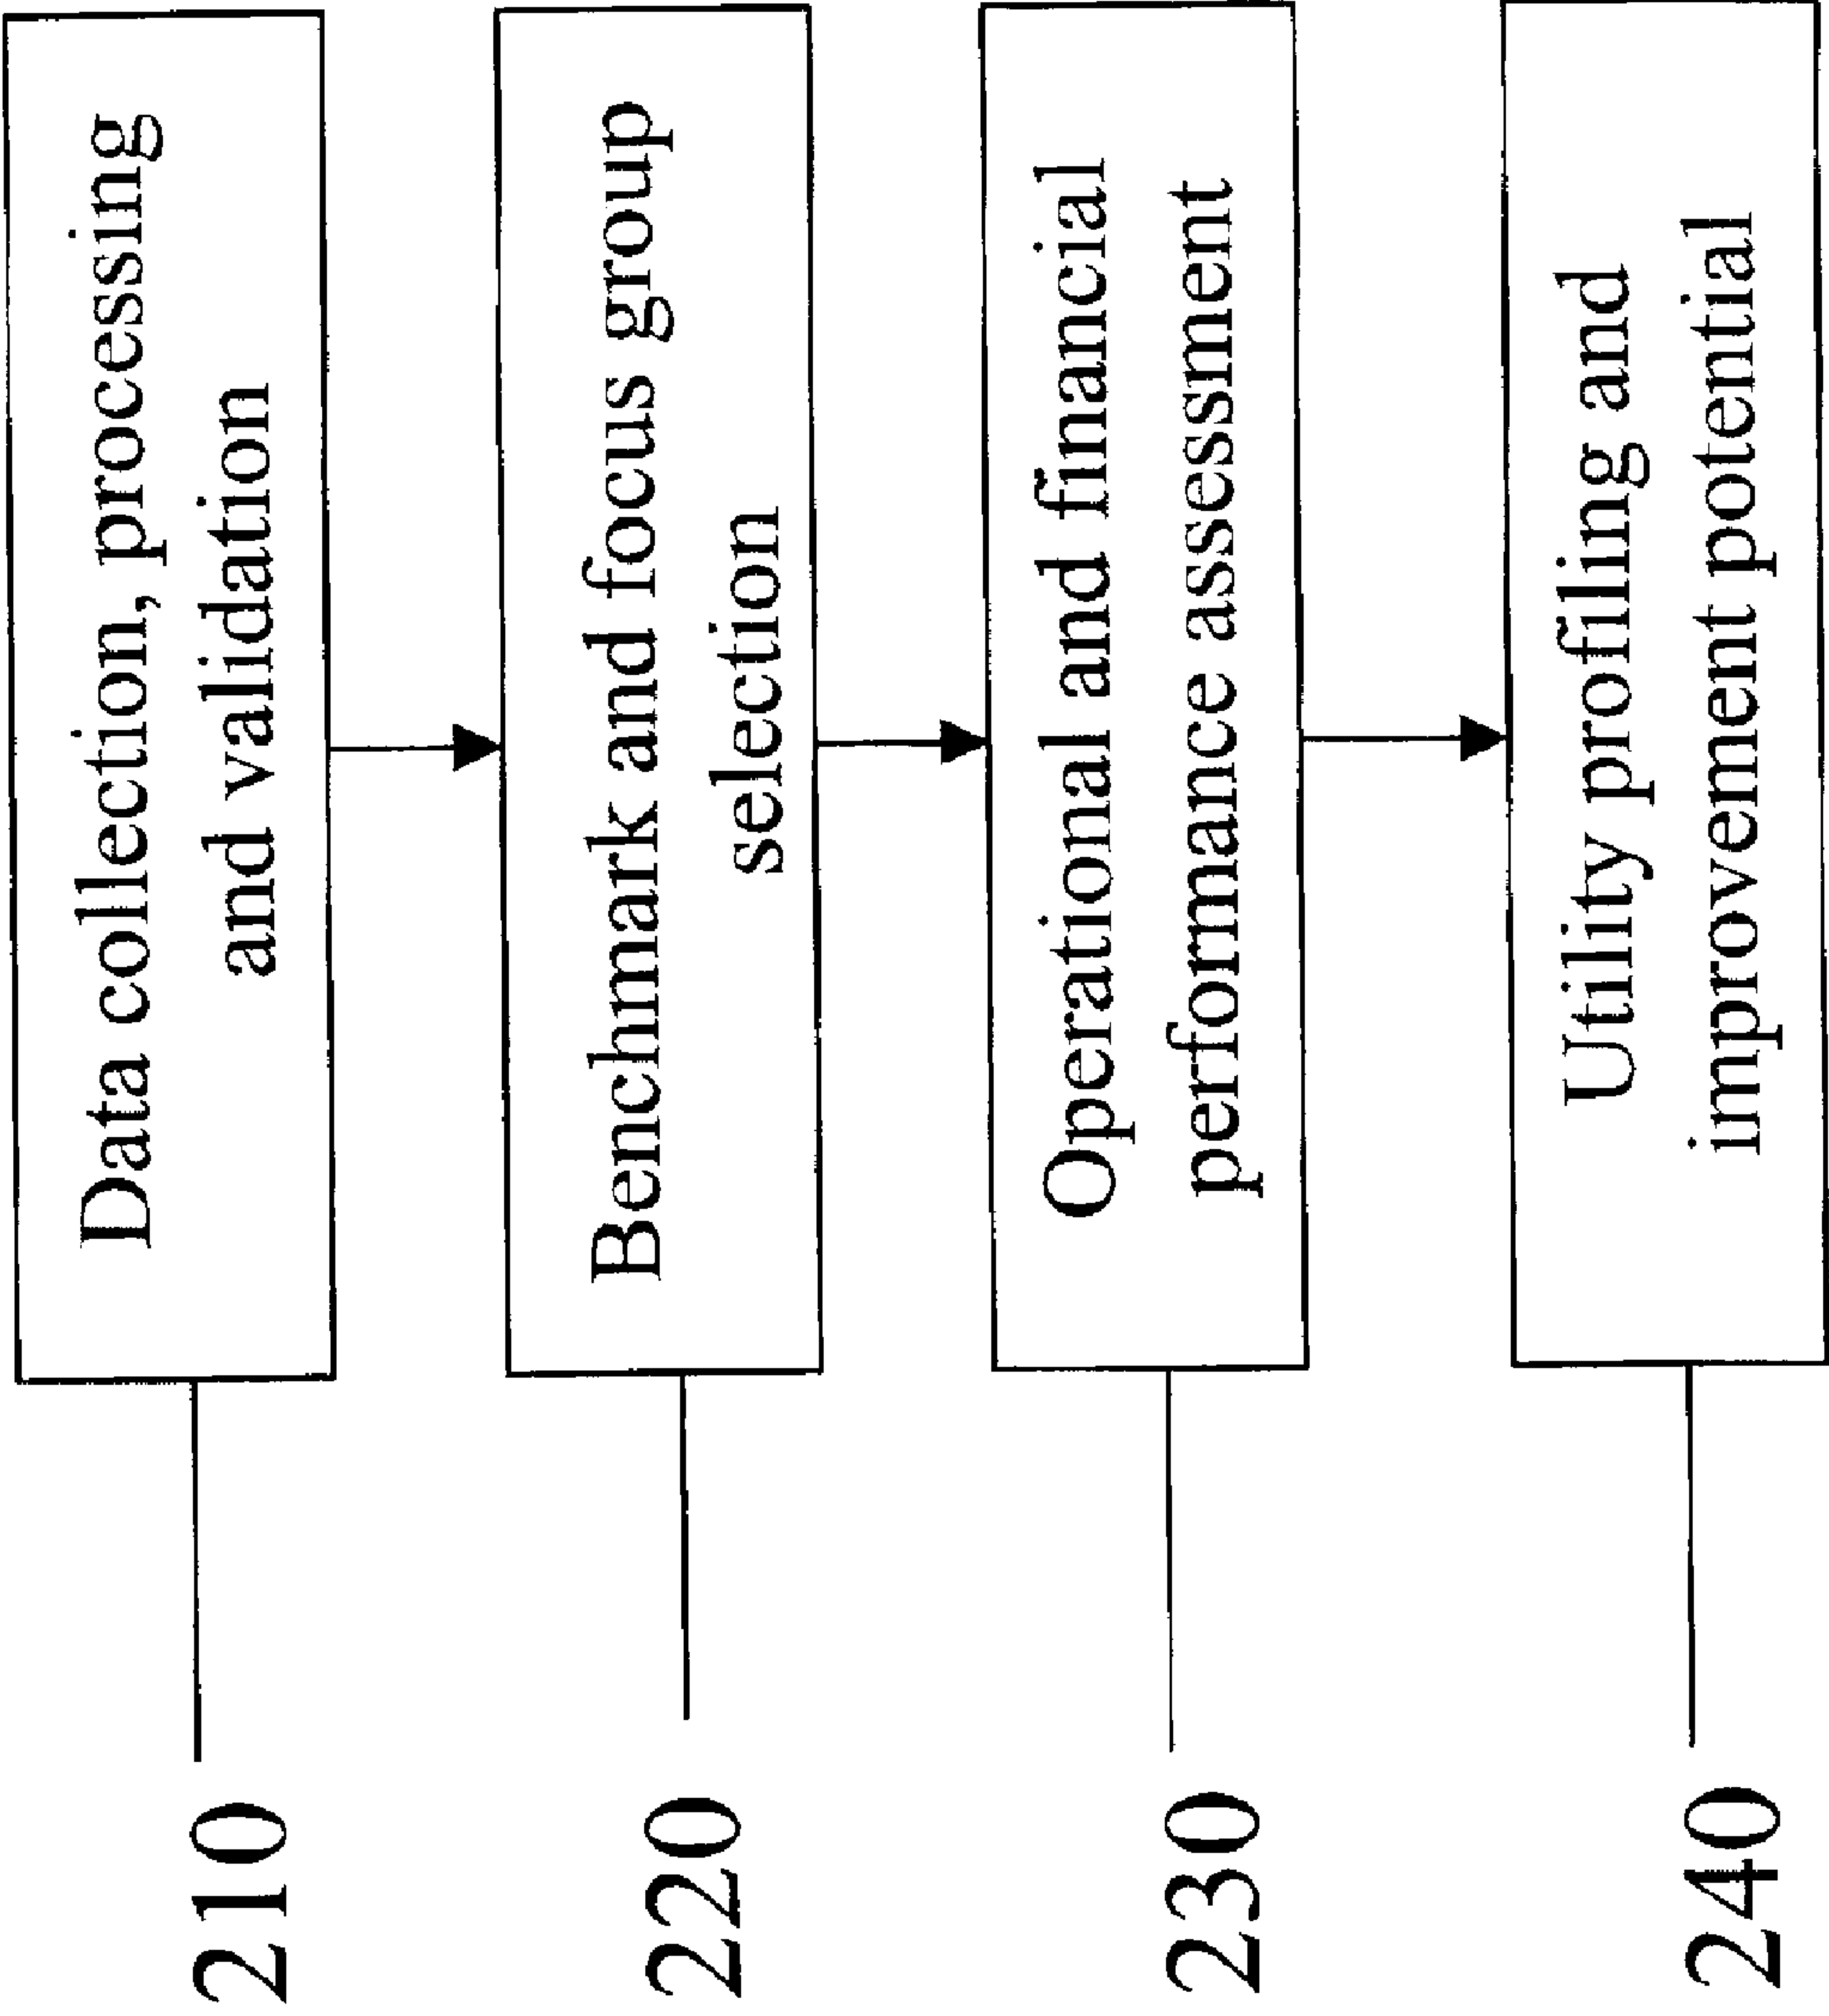 210
Data collection, processing
and validation
220
Benchmark and focus group
selection
230
Operational and financial
performance assessment
240
Utility profiling and
improvement potential